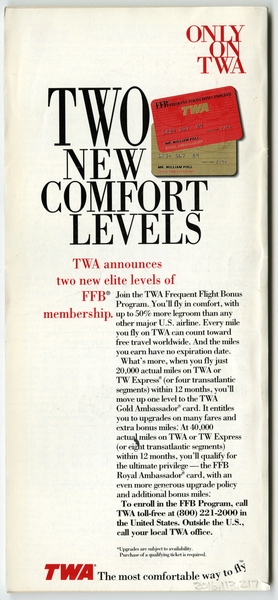 ONLY
ON
TWA
TWO
NEW
COMFORT
LEVELS
TWA
MR. WILLIAM POLL
MR. WILLIAM POLL
TWA announces
two new elite levels of
FFB®
membership.
Join the TWA Frequent Flight Bonus
Program. You'll fly in comfort, with
up to 50% more legroom than any
other major U.S. airline. Every mile
you fly on TWA can count toward
free travel worldwide. And the miles
you earn have no expiration date.
What's more, when you fly just
20,000 actual miles on TWA or
TW Express® (or four transatlantic
segments) within 12 months, you'll
move up one level to the TWA
Gold Ambassador® card. It entitles
you to upgrades on many fares and
extra bonus miles. At 40,000
actual miles on TWA or TW Express
(or eight transatlantic segments)
within 12 months, you'll qualify for
the ultimate privilege — the FFB
Royal Ambassador® card, with an
even more generous upgrade policy
and additional bonus miles.
To enroll in the FFB Program, call
TWA toll-free at (800) 221-2000 in
the United States. Outside the U.S.,
call your local TWA office.
*Upgrades are subject to availability.
Purchase of a qualifying ticket is required.
TWA® The most comfortable way to fly™